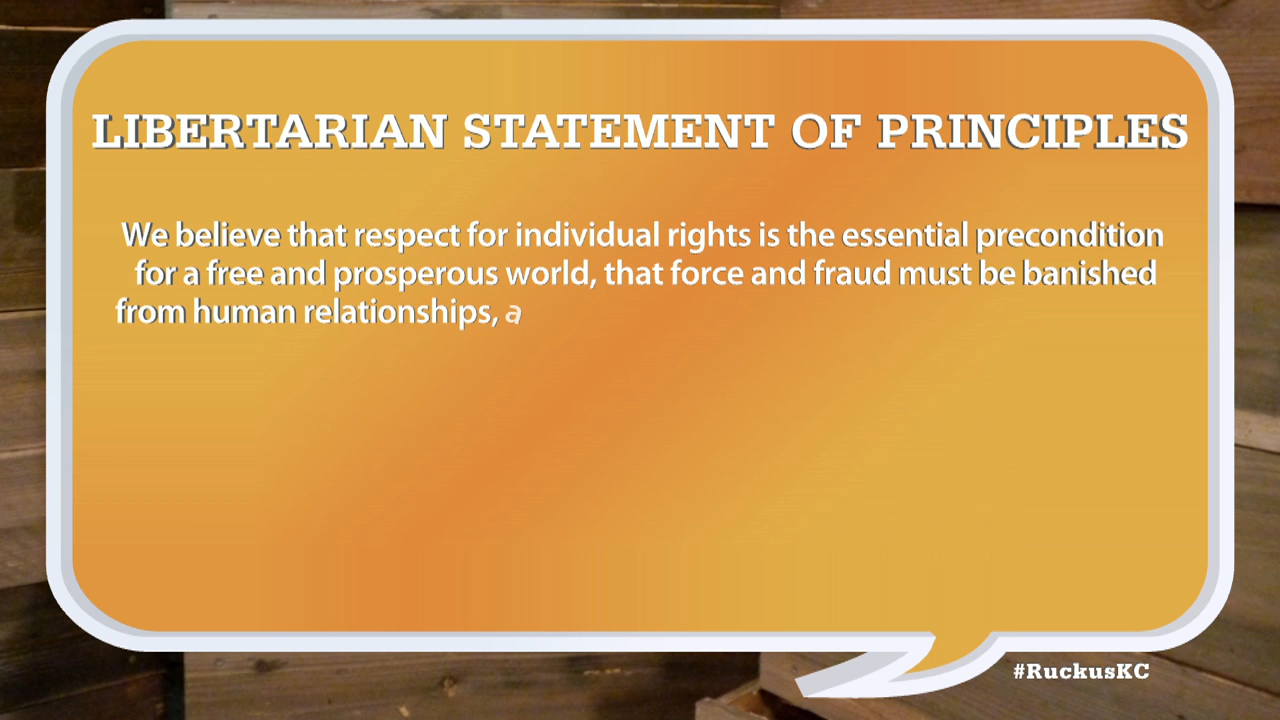 LIBERTARIAN STATEMENT OF PRINCIPLES
We believe that respect for individual rights is the essential precondition
for a free and prosperous world, that force and fraud must be banished
from human relationships, a
#RuckusKC